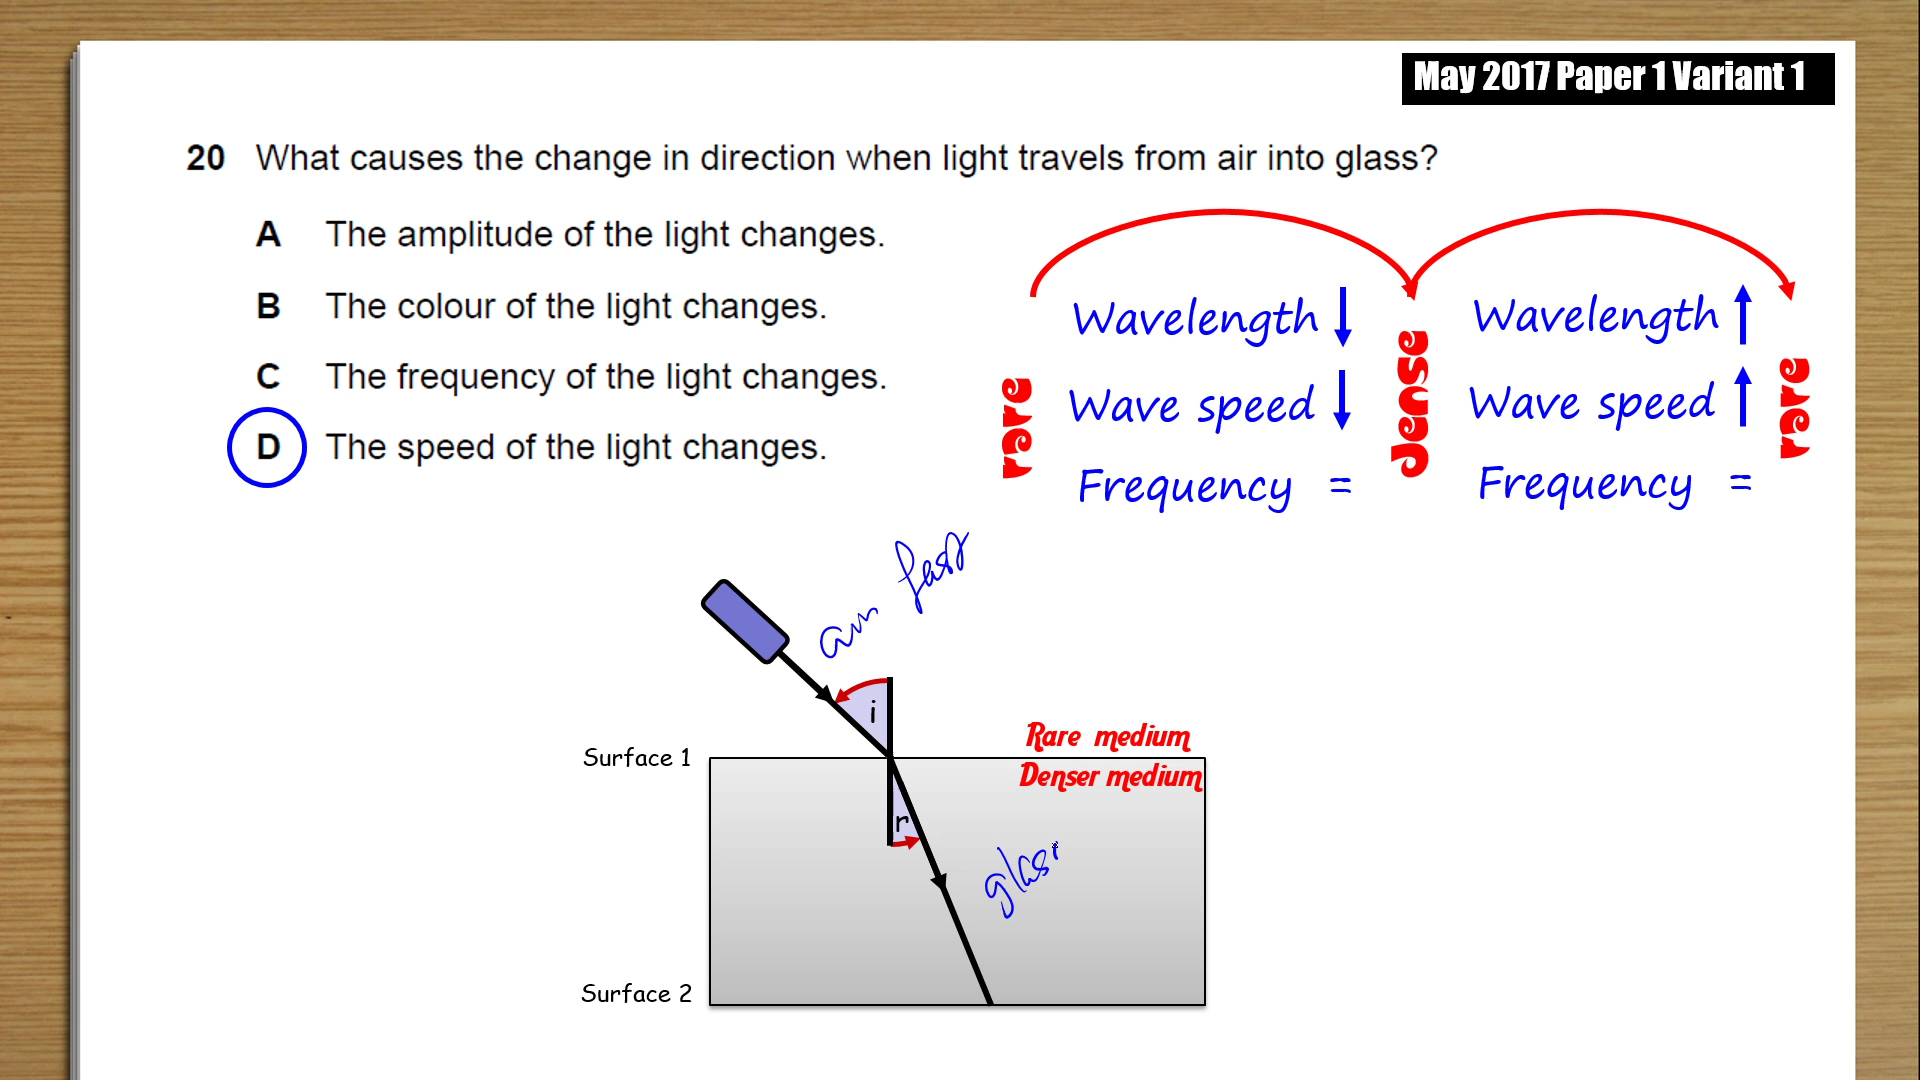 May 2017 Paper 1 Variant 1
20 What causes the change in direction when light travels from air into glass?
A The amplitude of the light changes.
B The colour of the light changes.
C The frequency of the light changes.
D The speed of the light changes.
rare
Wavelength ↓
Wave speed ↓
Frequency =
Dense
Wavelength ↑
Wave speed ↑
Frequency =
rare
fast
i
Surface 1
Rare medium
Denser medium
r
Surface 2